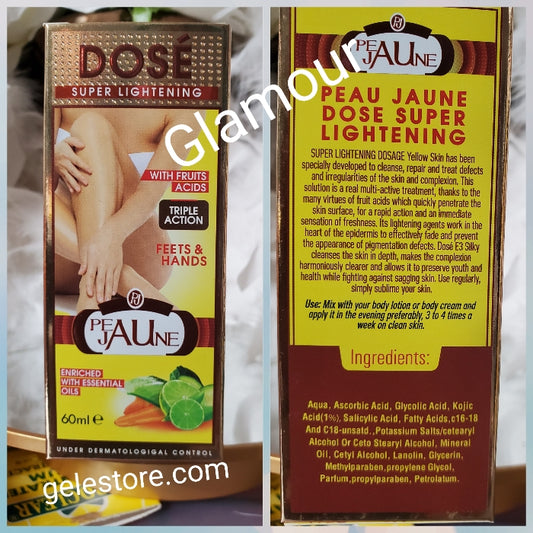 DOSÉ
SUPER LIGHTENING
WITH FRUITS
ACIDS
TRIPLE
ACTION
FEETS &
HANDS
PJ
PEAU
JAUNE
ENRICHED
WITH ESSENTIAL
OILS
60ml e
UNDER DERMATOLOGIGAL CONTROL
gelestore.com
Glamour
PJ
PEAU
JAUNE
PEAU JAUNE
DOSE SUPER
LIGHTENING
SUPER LIGHTENING DOSAGE Yellow Skin has been
specially developed to cleanse, repair and treat defects
and irregularities of the skin and complexion. This
solution is a real multi-active treatment, thanks to the
many virtues of fruit acids which quickly penetrate the
skin surface, for a rapid action and an immediate
sensation of freshness. Its lightening agents work in the
heart of the epidermis to effectively fade and prevent
the appearance of pigmentation defects. Dosé E3 Silky
cleanses the skin in depth, makes the complexion
harmoniously clearer and allows it to preserve youth and
health while fighting against sagging skin. Use regularly,
simply sublime your skin.
Use: Mix with your body lotion or body cream and
apply it in the evening preferably, 3 to 4 times a
week on clean skin.
Ingredients:
Aqua, Ascorbic Acid, Glycolic Acid, Kojic
Acid(1%), Salicylic Acid, Fatty Acids,c16-18
And C18-unsatd.,Potassium Salts/cetearyl
Alcohol Or Ceto Stearyl Alcohol, Mineral
Oil, Cetyl Alcohol, Lanolin, Glycerin,
Methylparaben,propylene Glycol,
Parfum,propylparaben, Petrolatum.